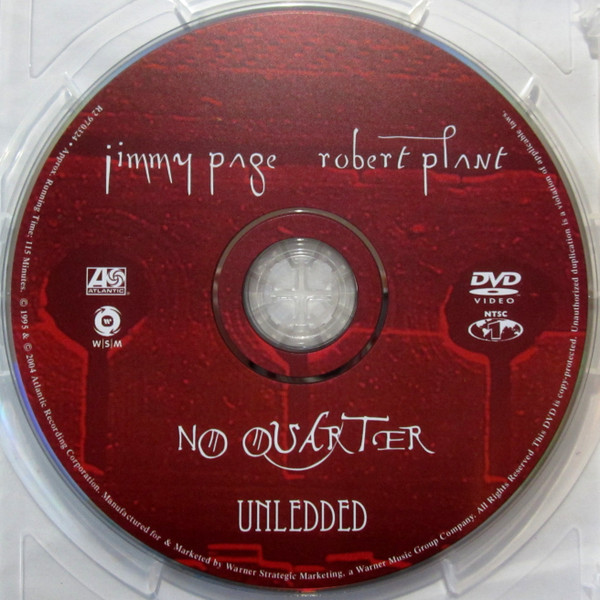 jimmy page robert plant
AS
ATLANTIC
DVD
VIDEO
W
W|S|M
NTSC
1
NO QUARTER
UNLEDDED
R2 970324 • Approx. Running Time: 115 Minutes. © 1995 & © 2004 Atlantic Recording Corporation. Manufactured for & Marketed by Warner Strategic Marketing, a Warner Music Group Company. All Rights Reserved This DVD is copy-protected. Unauthorized duplication is a violation of applicable laws.